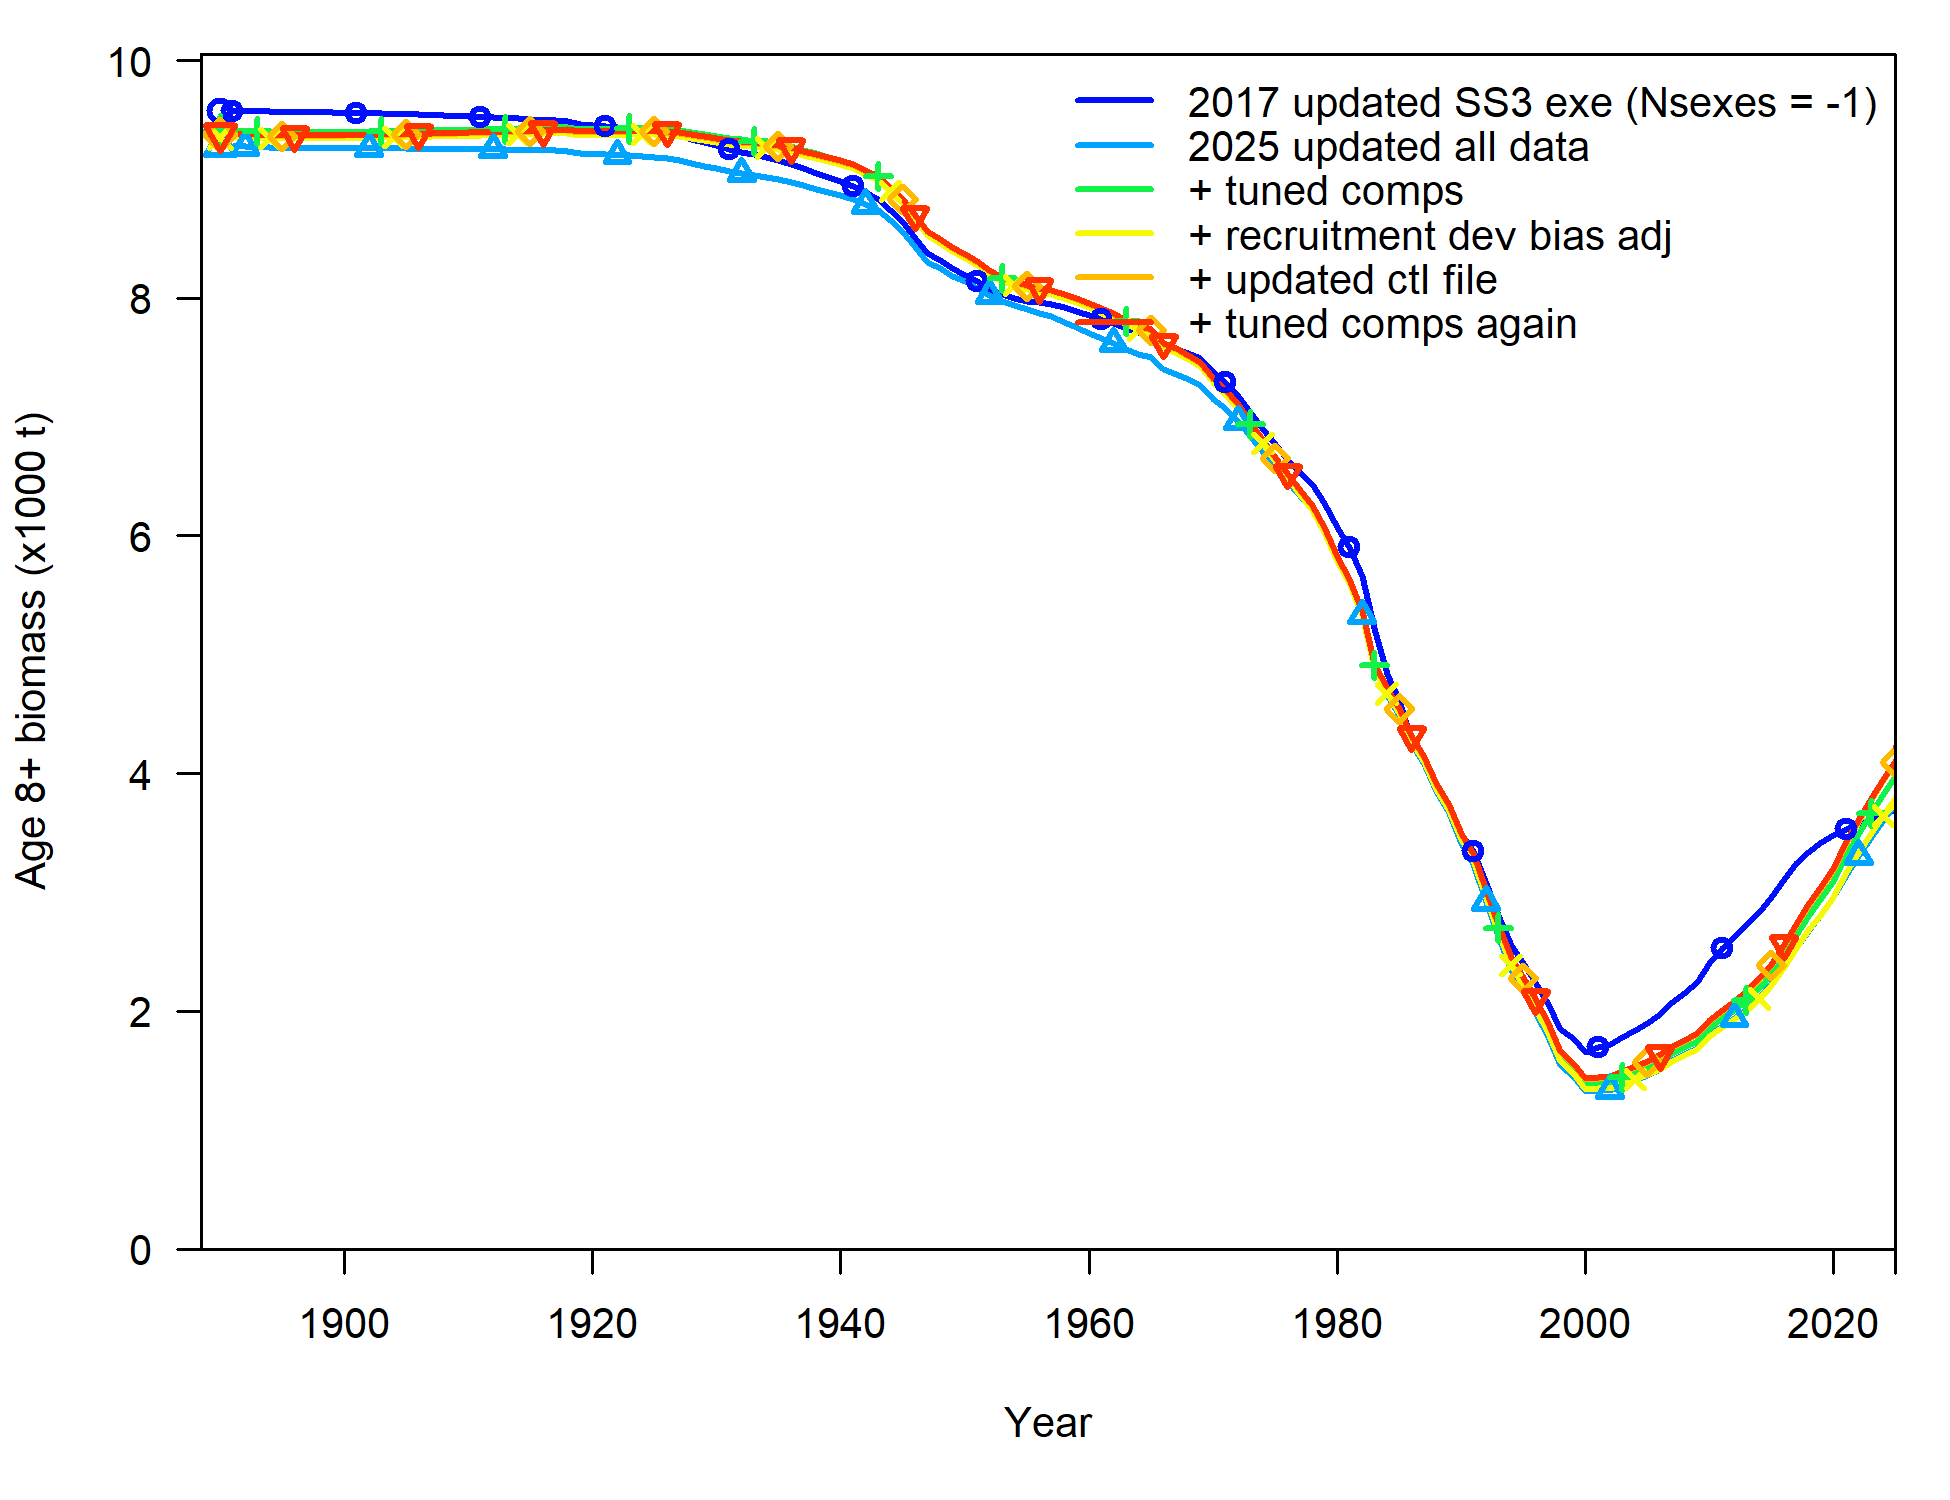 10
8
6
4
2
0
Age 8+ biomass (x1000 t)
2017 updated SS3 exe (Nsexes = -1)
2025 updated all data
+ tuned comps
+ recruitment dev bias adj
+ updated ctl file
+ tuned comps again
1900 1920 1940 1960 1980 2000 2020
Year